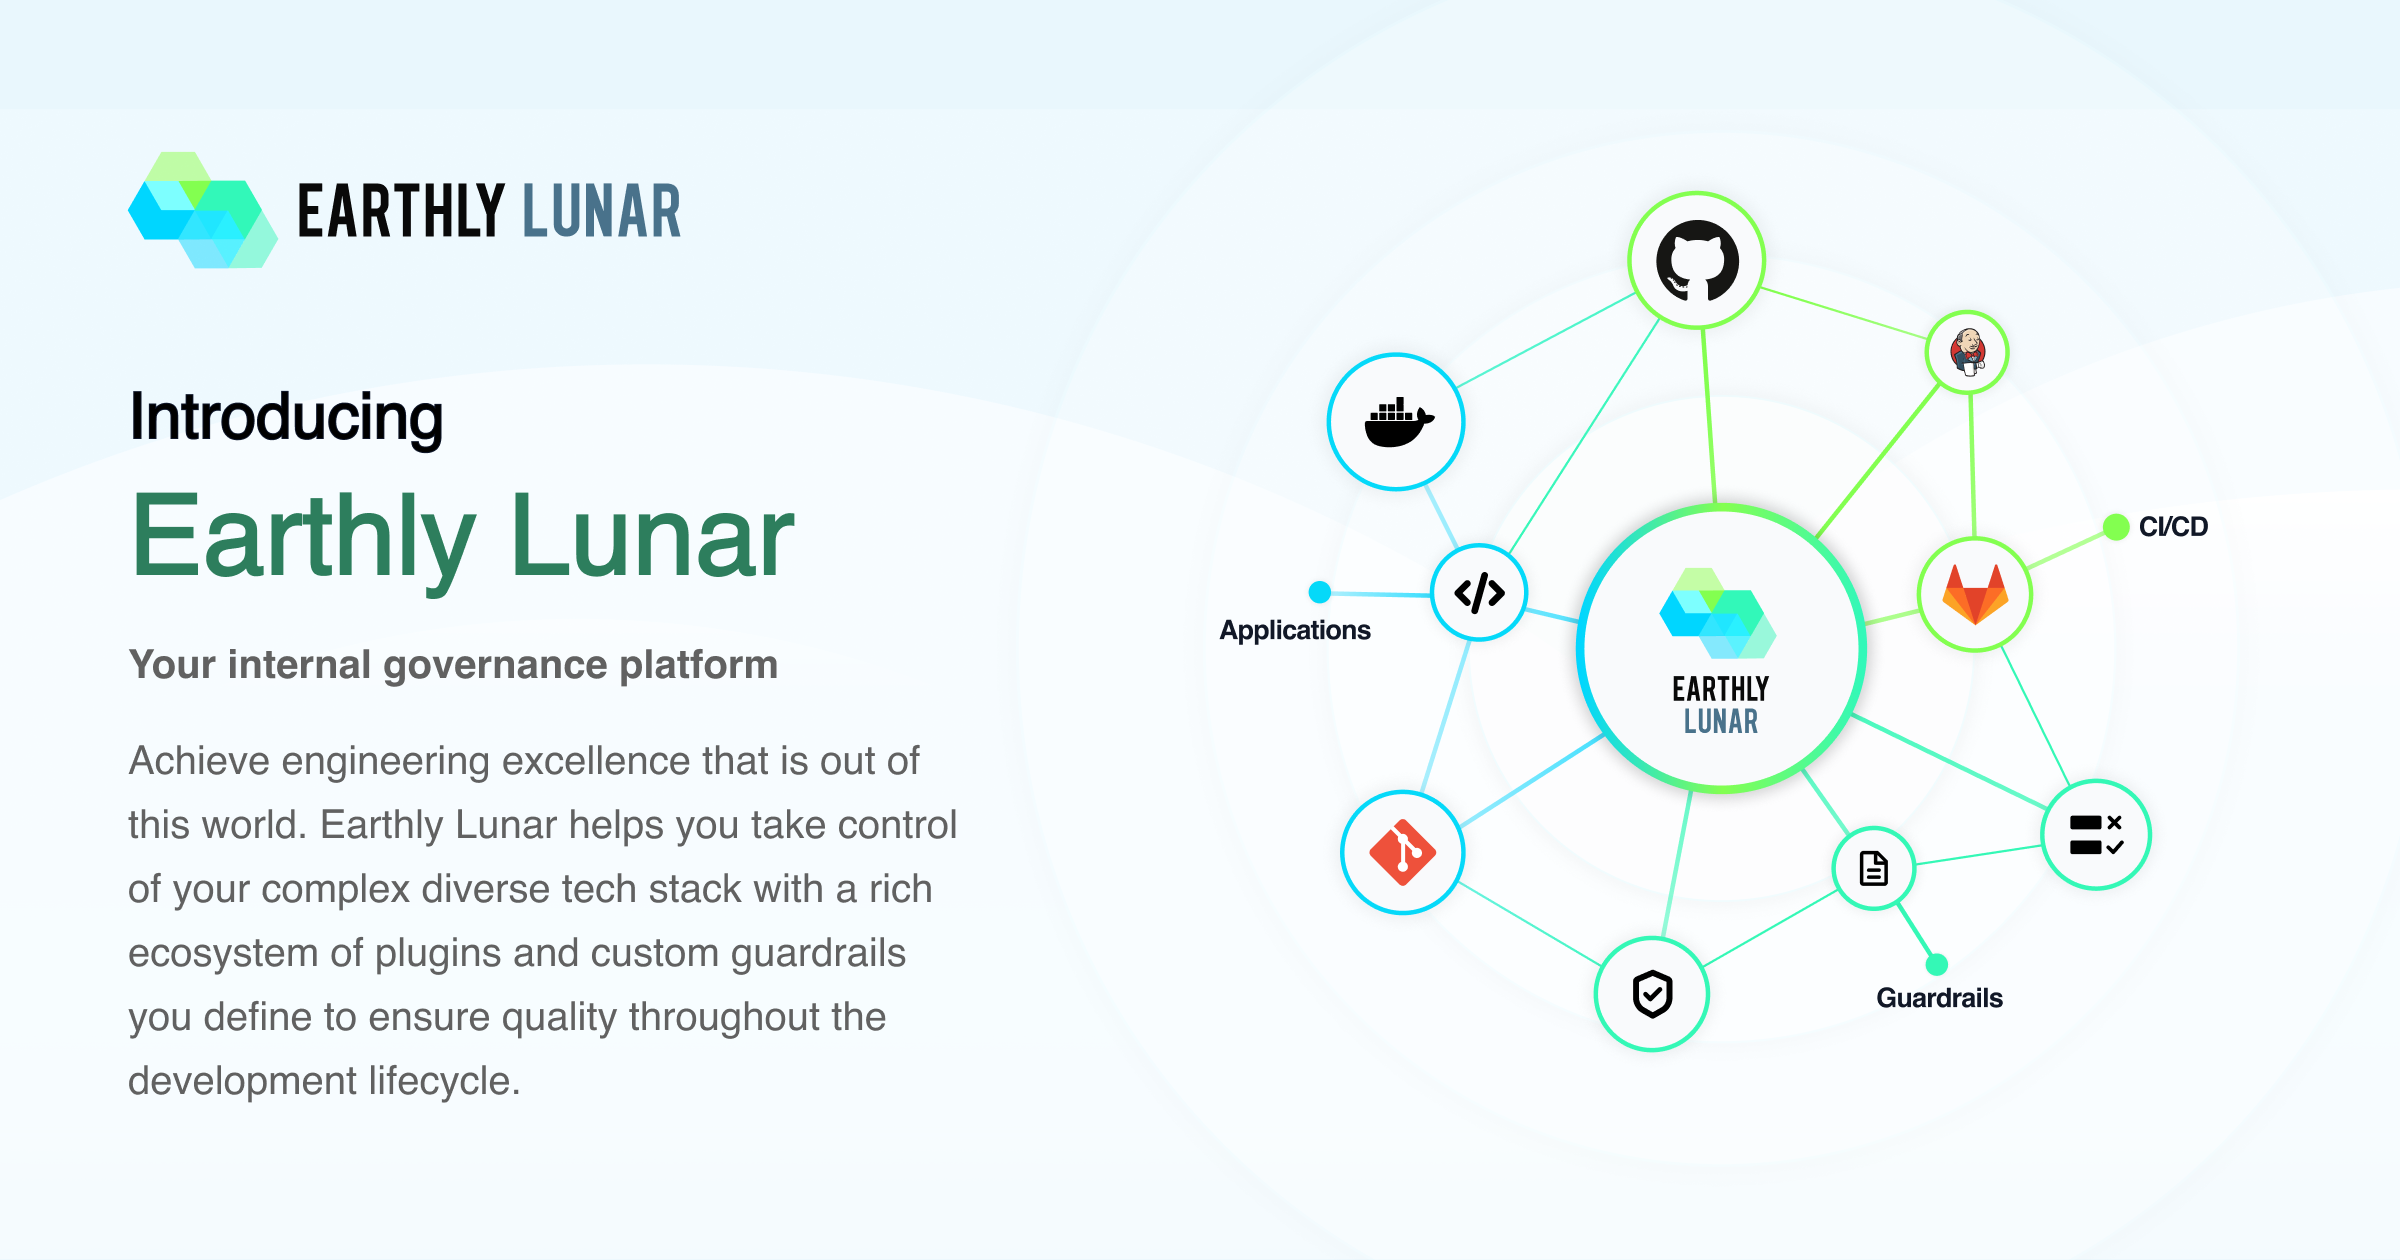 EARTHLY LUNAR
Introducing
Earthly Lunar
Your internal governance platform
Achieve engineering excellence that is out of
this world. Earthly Lunar helps you take control
of your complex diverse tech stack with a rich
ecosystem of plugins and custom guardrails
you define to ensure quality throughout the
development lifecycle.
CI/CD
Applications
EARTHLY
LUNAR
Guardrails